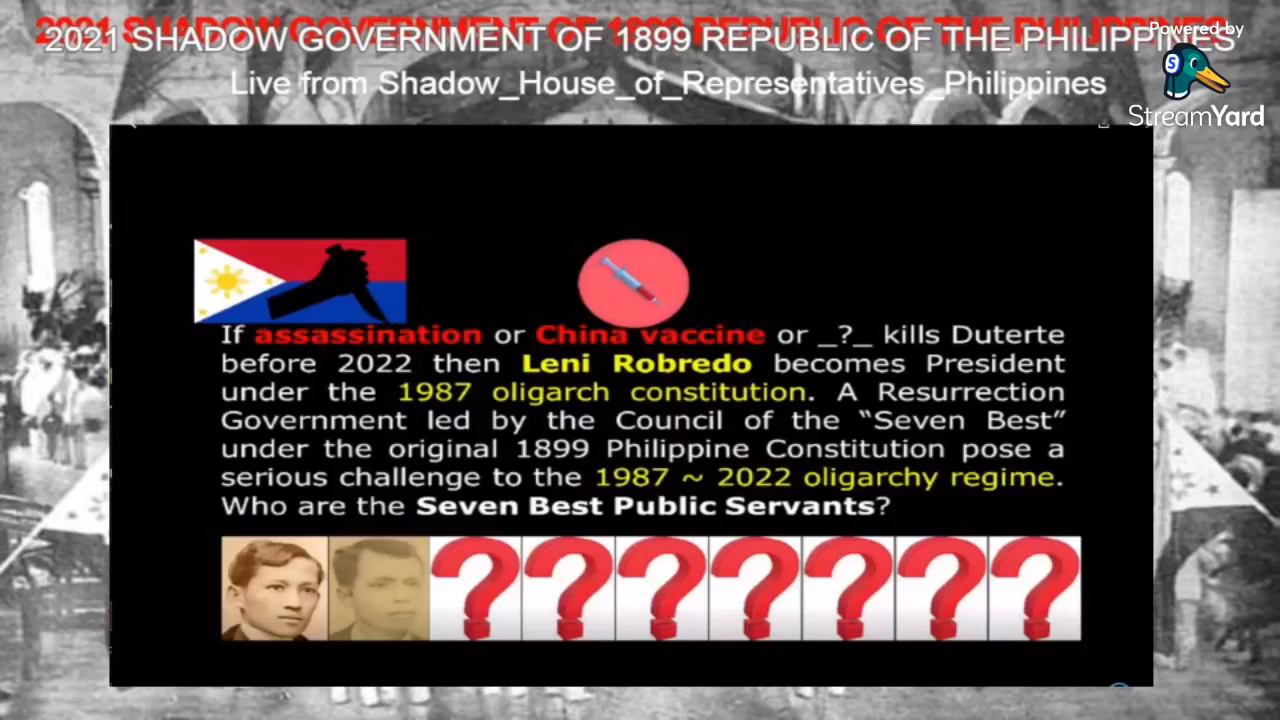 2021 SHADOW GOVERNMENT OF 1899 REPUBLIC OF THE PHILIPPINES
Powered by
StreamYard
Live from Shadow_House_of_Representatives_Philippines
If assassination or China vaccine or _?_ kills Duterte
before 2022 then Leni Robredo becomes President
under the 1987 oligarch constitution. A Resurrection
Government led by the Council of the “Seven Best”
under the original 1899 Philippine Constitution pose a
serious challenge to the 1987 ~ 2022 oligarchy regime.
Who are the Seven Best Public Servants?
? ? ? ? ? ? ?